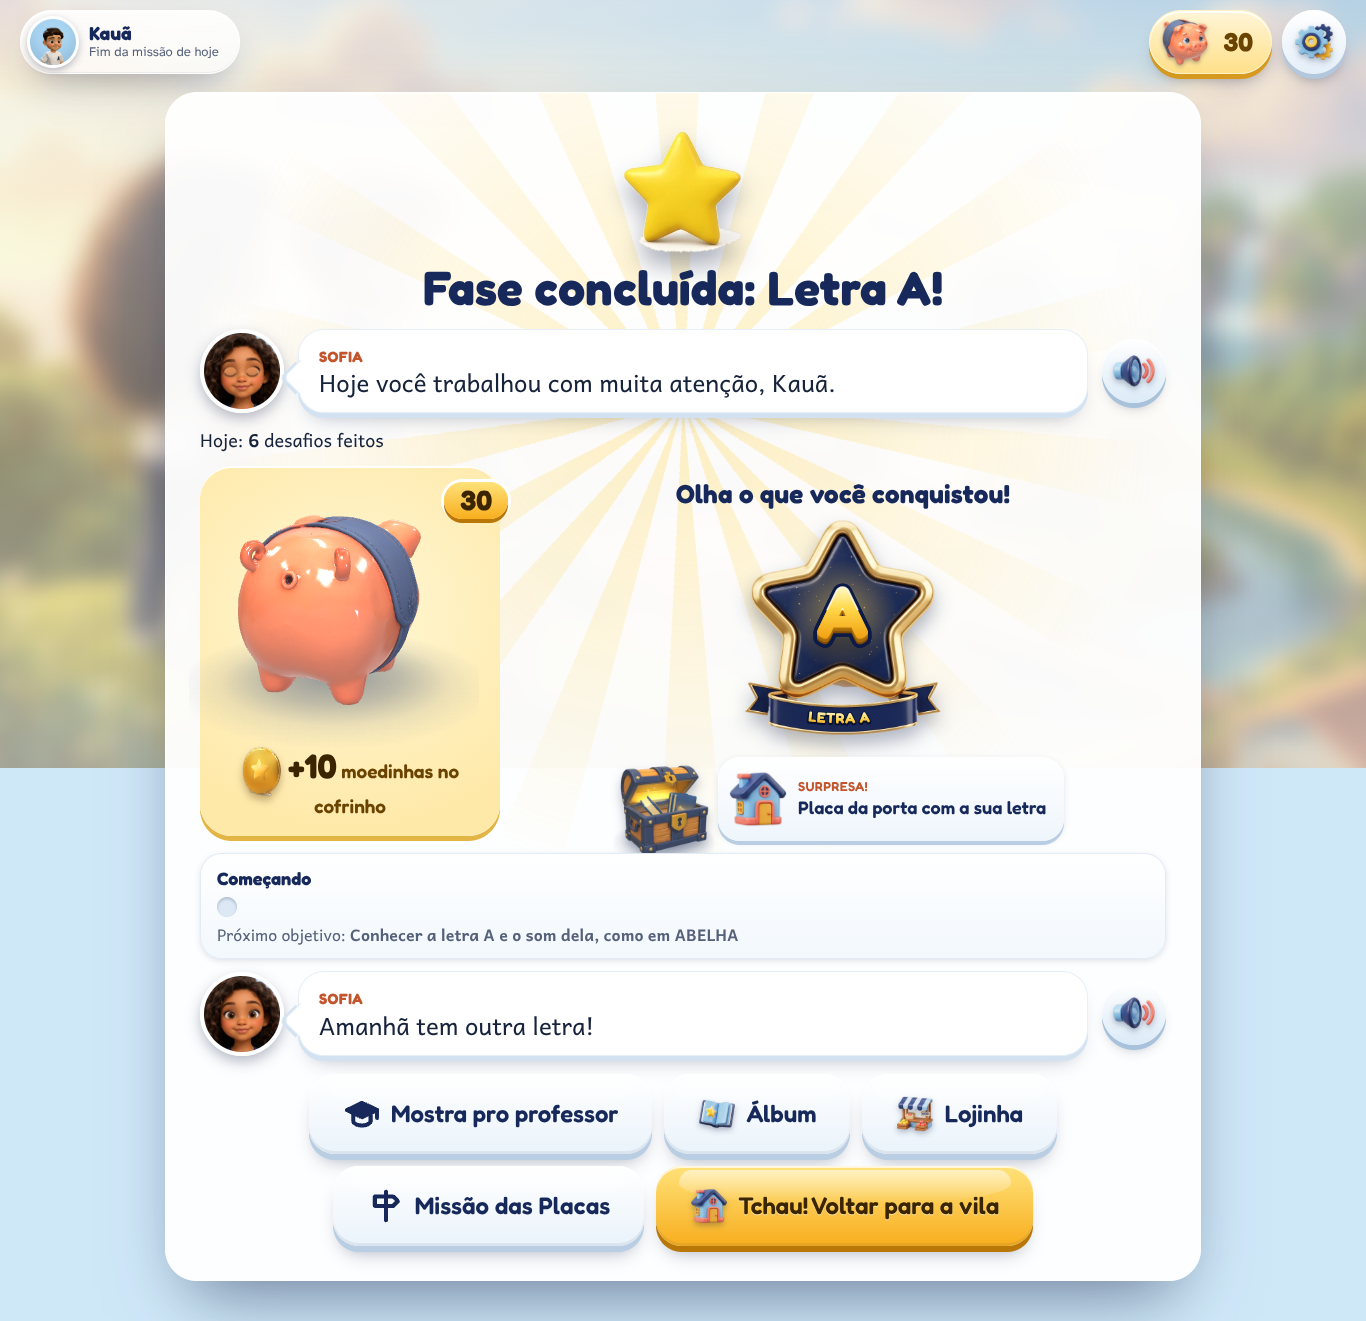 Kauã
Fim da missão de hoje
30
Fase concluída: Letra A!
SOFIA
Hoje você trabalhou com muita atenção, Kauã.
Hoje: 6 desafios feitos
30
+10 moedinhas no
cofrinho
Olha o que você conquistou!
A
LETRA A
SURPRESA!
Placa da porta com a sua letra
Começando
Próximo objetivo: Conhecer a letra A e o som dela, como em ABELHA
SOFIA
Amanhã tem outra letra!
Mostra pro professor
Álbum
Lojinha
Missão das Placas
Tchau! Voltar para a vila